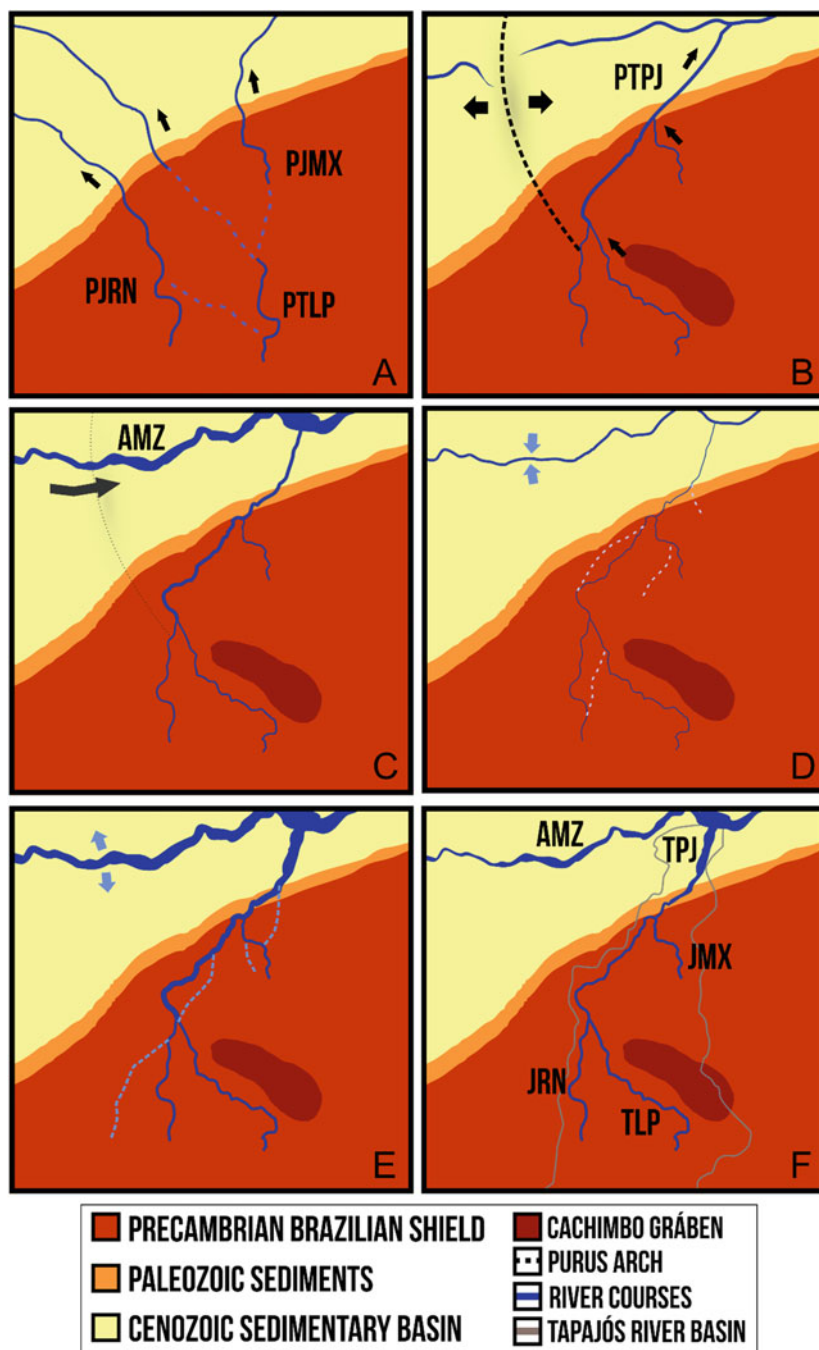 PJMX
PJRN
PTLP
A
PTPJ
B
AMZ
C
D
E
AMZ
TPJ
JMX
JRN
TLP
F
PRECAMBRIAN BRAZILIAN SHIELD
PALEOZOIC SEDIMENTS
CENOZOIC SEDIMENTARY BASIN
CACHIMBO GRÁBEN
PURUS ARCH
RIVER COURSES
TAPAJÓS RIVER BASIN